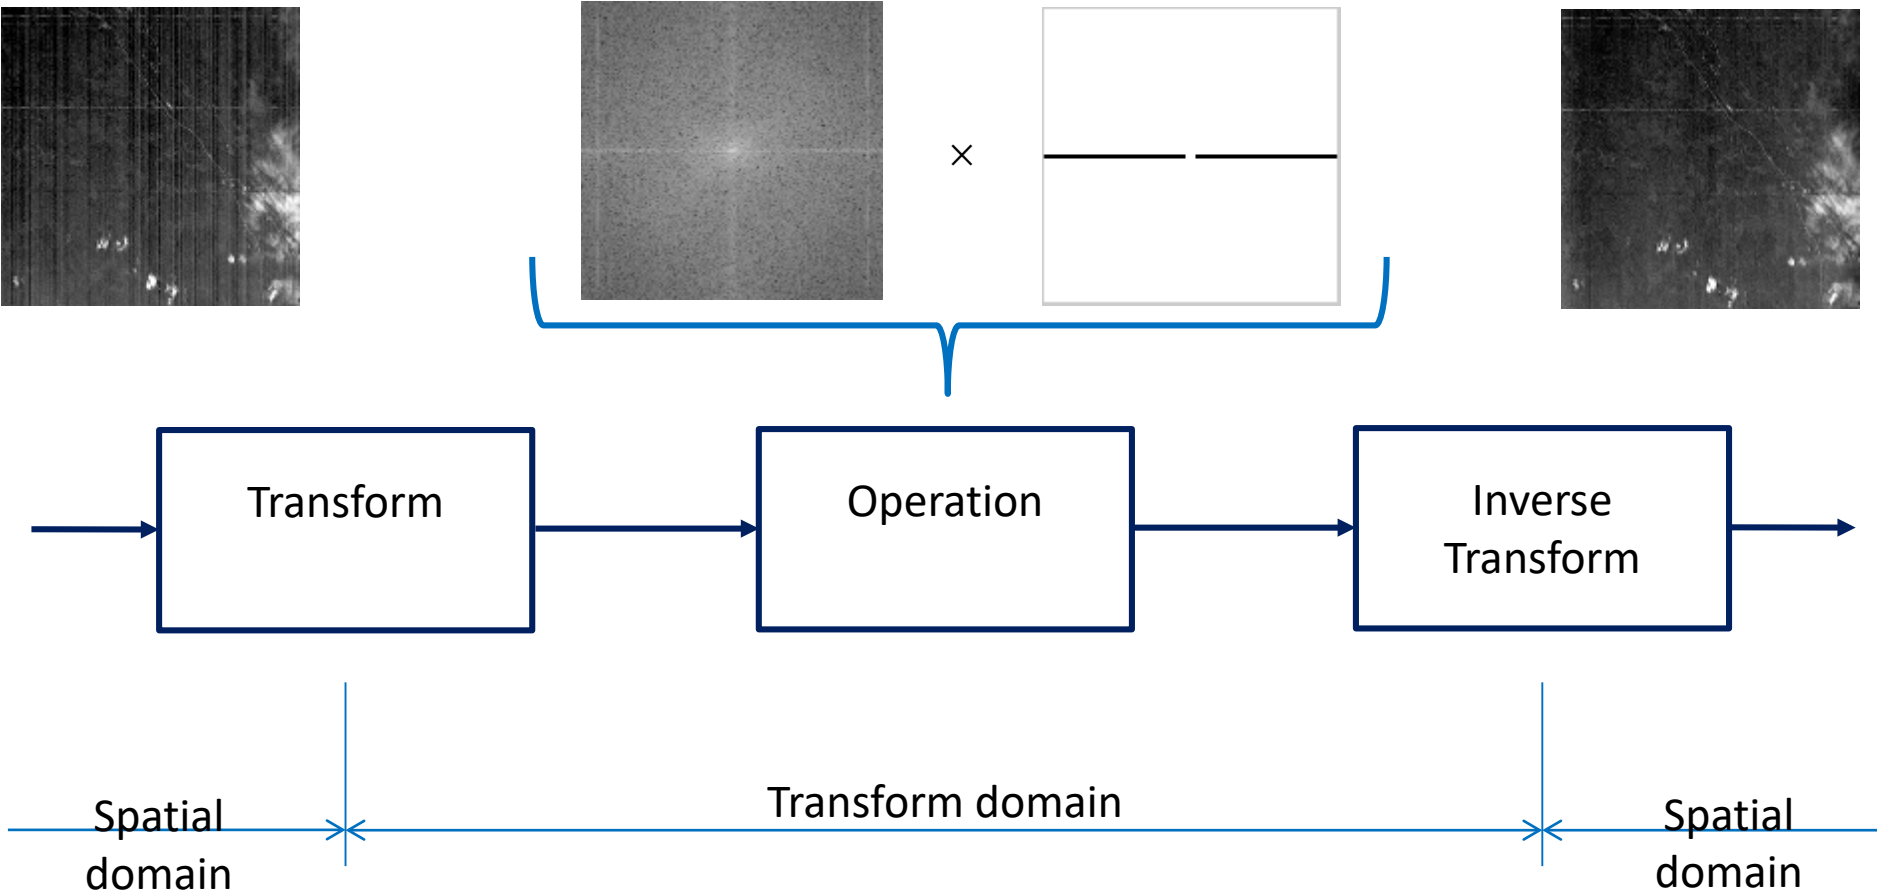 ×
Transform
Operation
Inverse
Transform
Transform domain
Spatial
domain
Spatial
domain